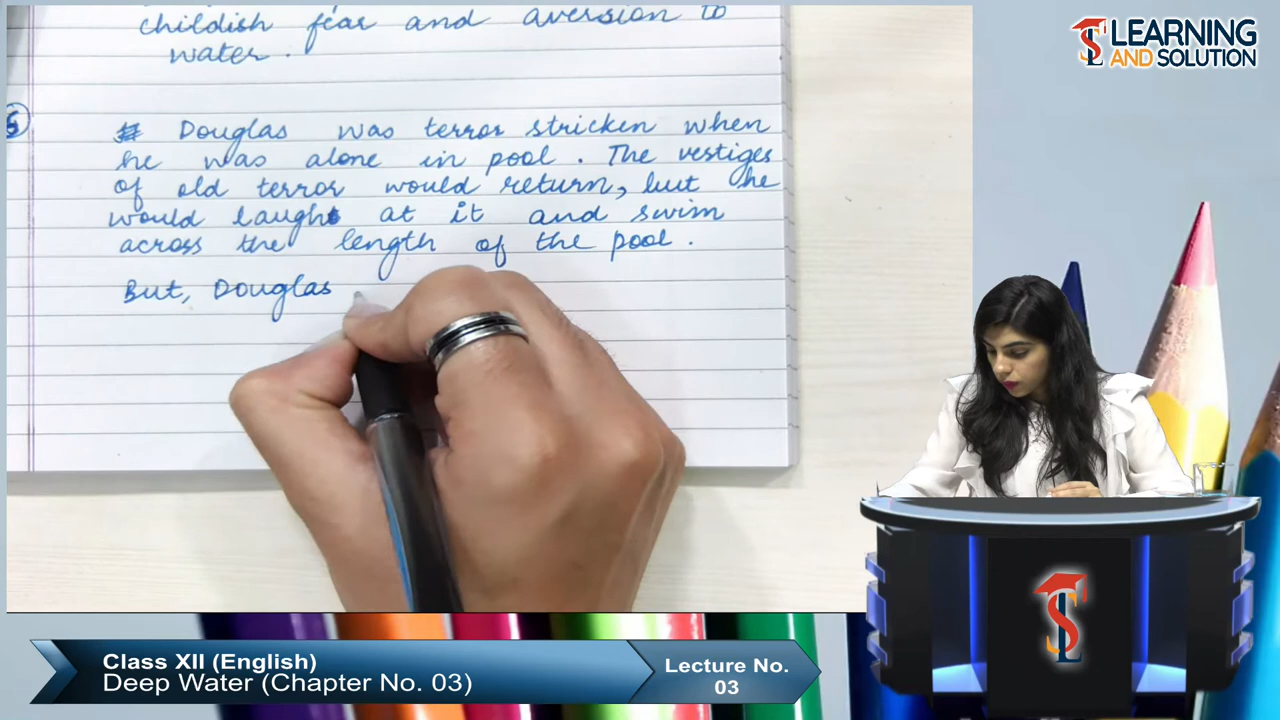 childish fear and aversion to
water.
LEARNING
AND SOLUTION
Douglas was terror stricken when
he was alone in pool. The vestiges
of old terror would return, but he
would laugh at it and swim
across the length of the pool.
But, Douglas
Class XII (English)
Deep Water (Chapter No. 03)
Lecture No.
03